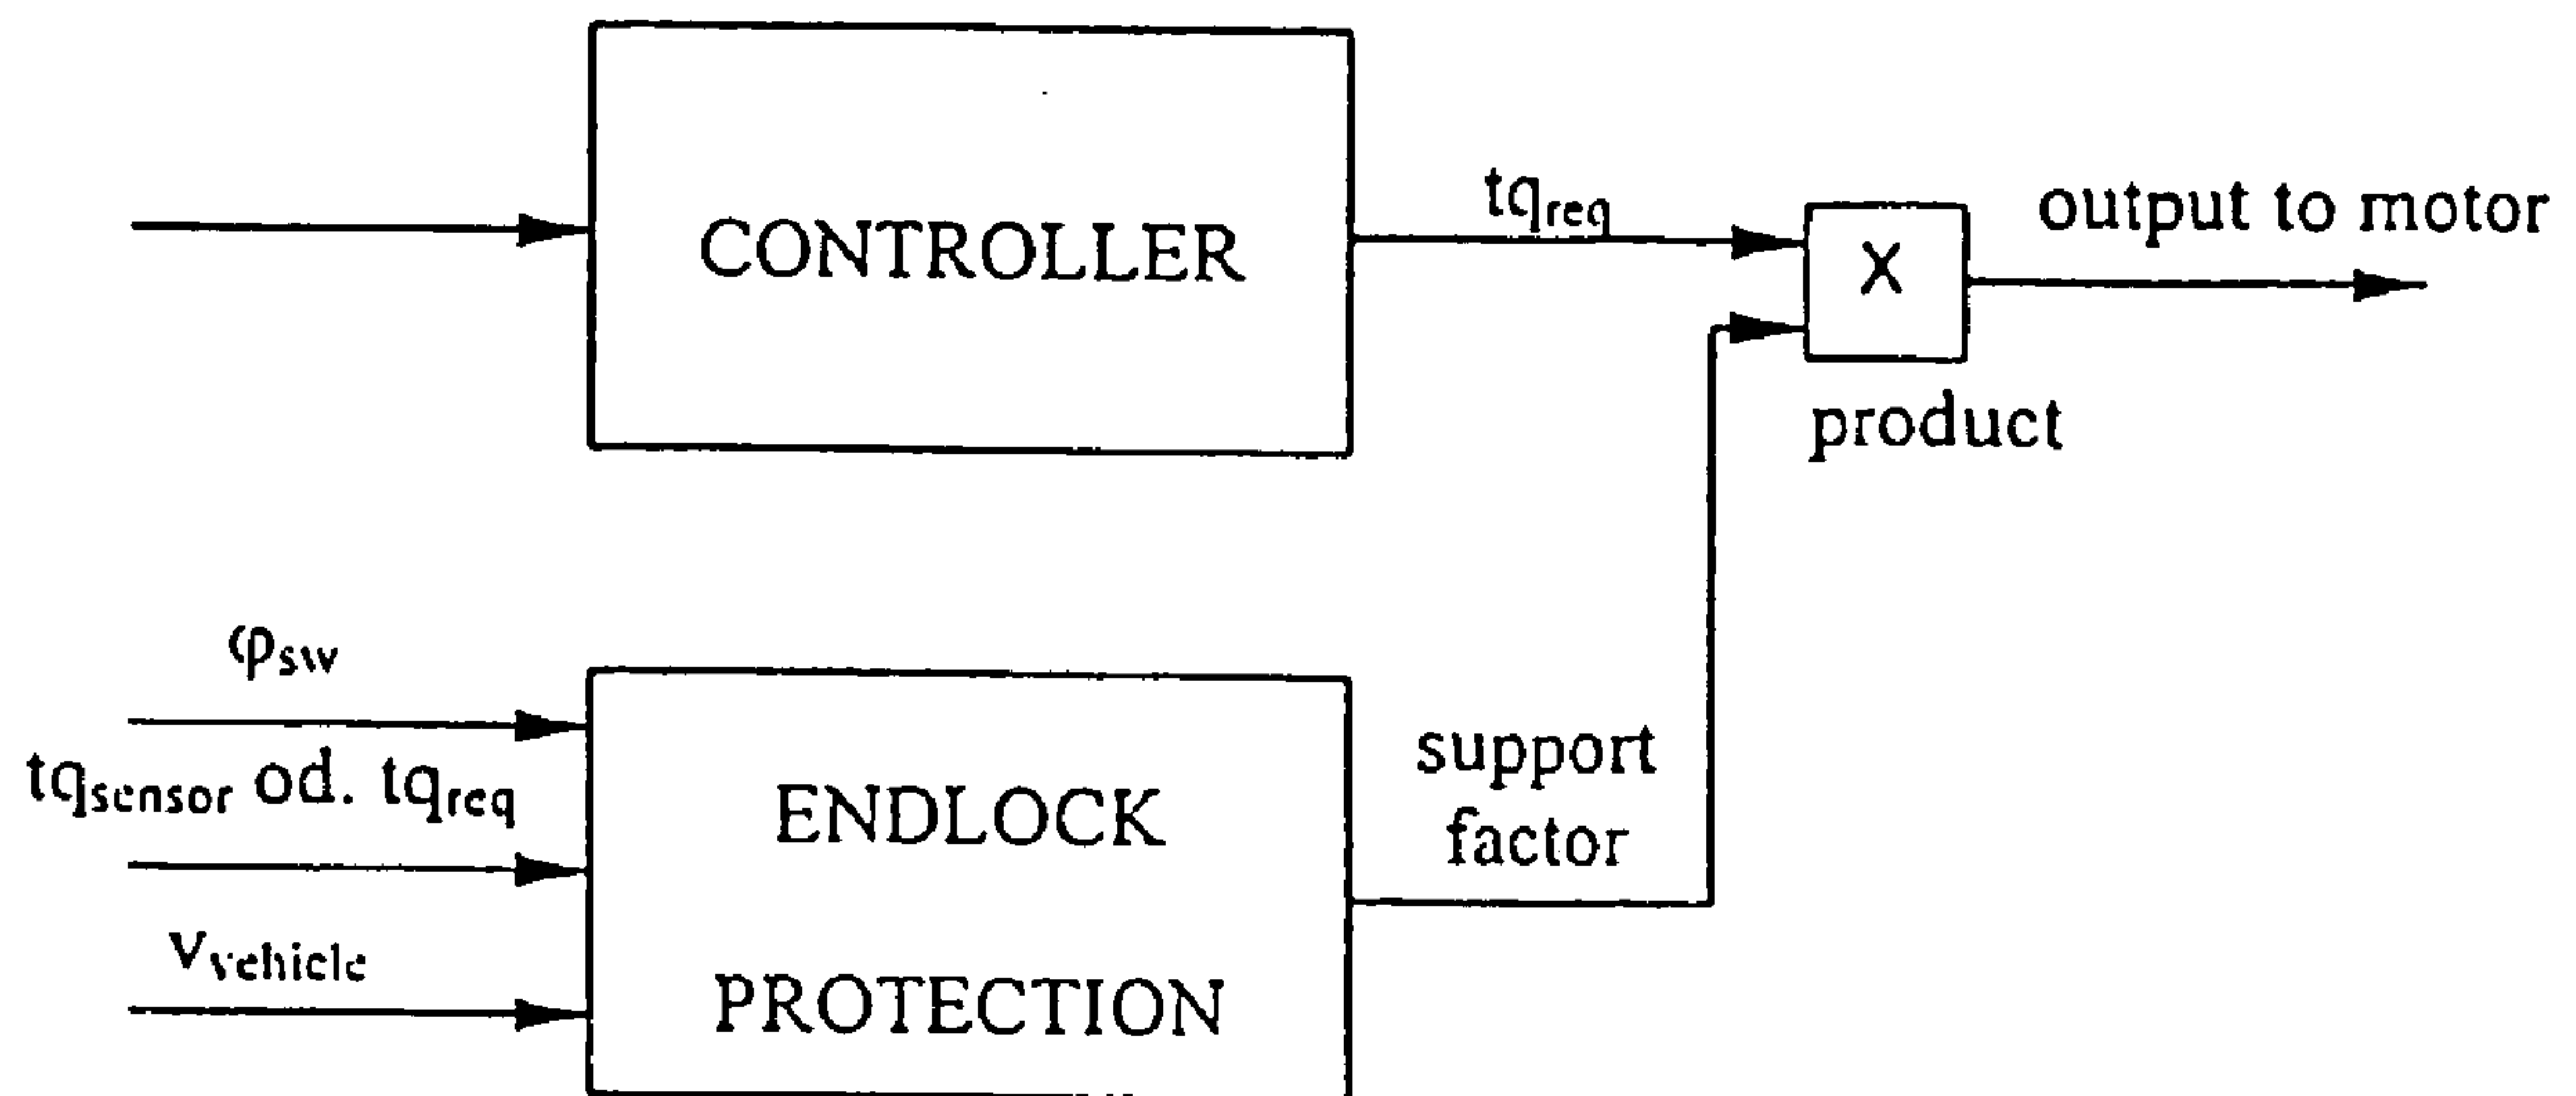 CONTROLLER
tqreq
X
output to motor
product
φsw
tqsensor od. tqreq
vvehicle
ENDLOCK
PROTECTION
support
factor